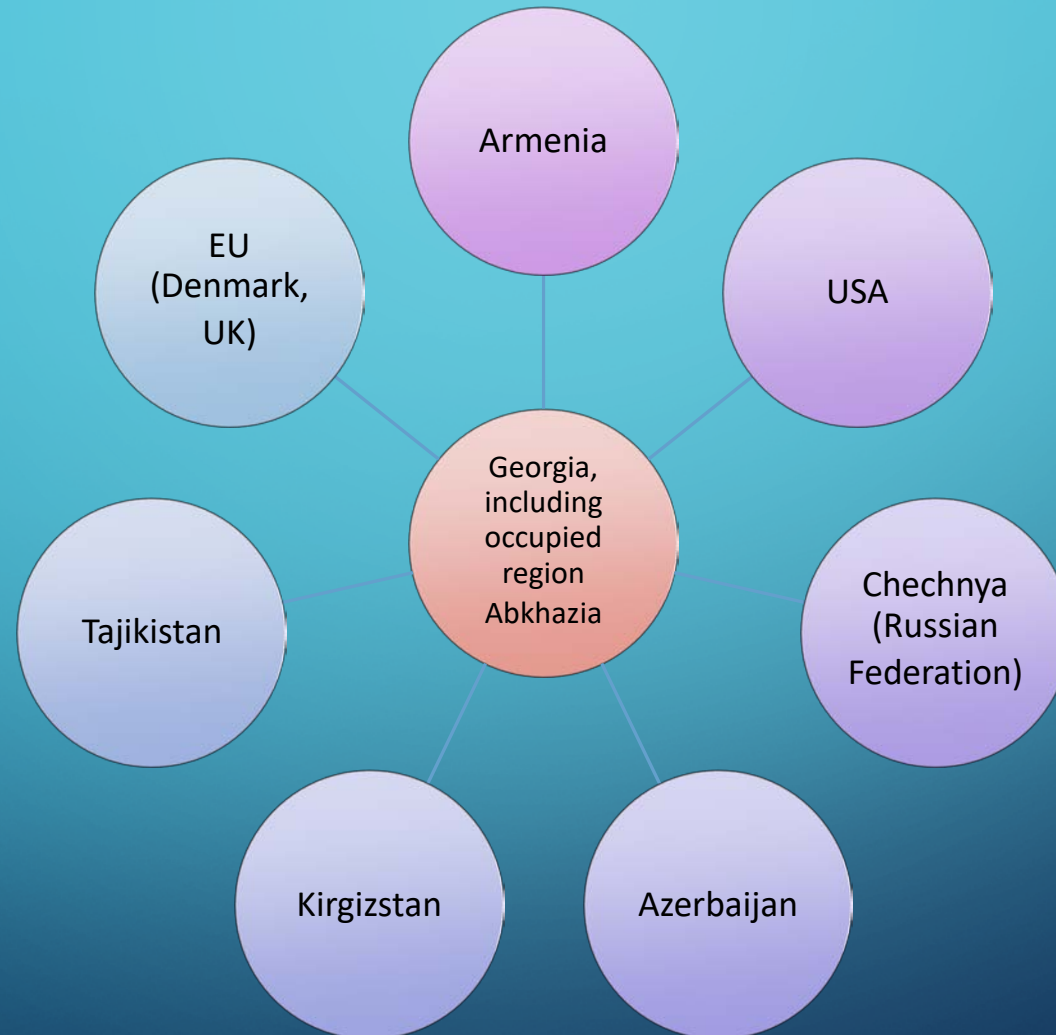 Armenia
USA
Chechnya
(Russian
Federation)
Azerbaijan
Kirgizstan
Tajikistan
EU
(Denmark,
UK)
Georgia,
including
occupied
region
Abkhazia